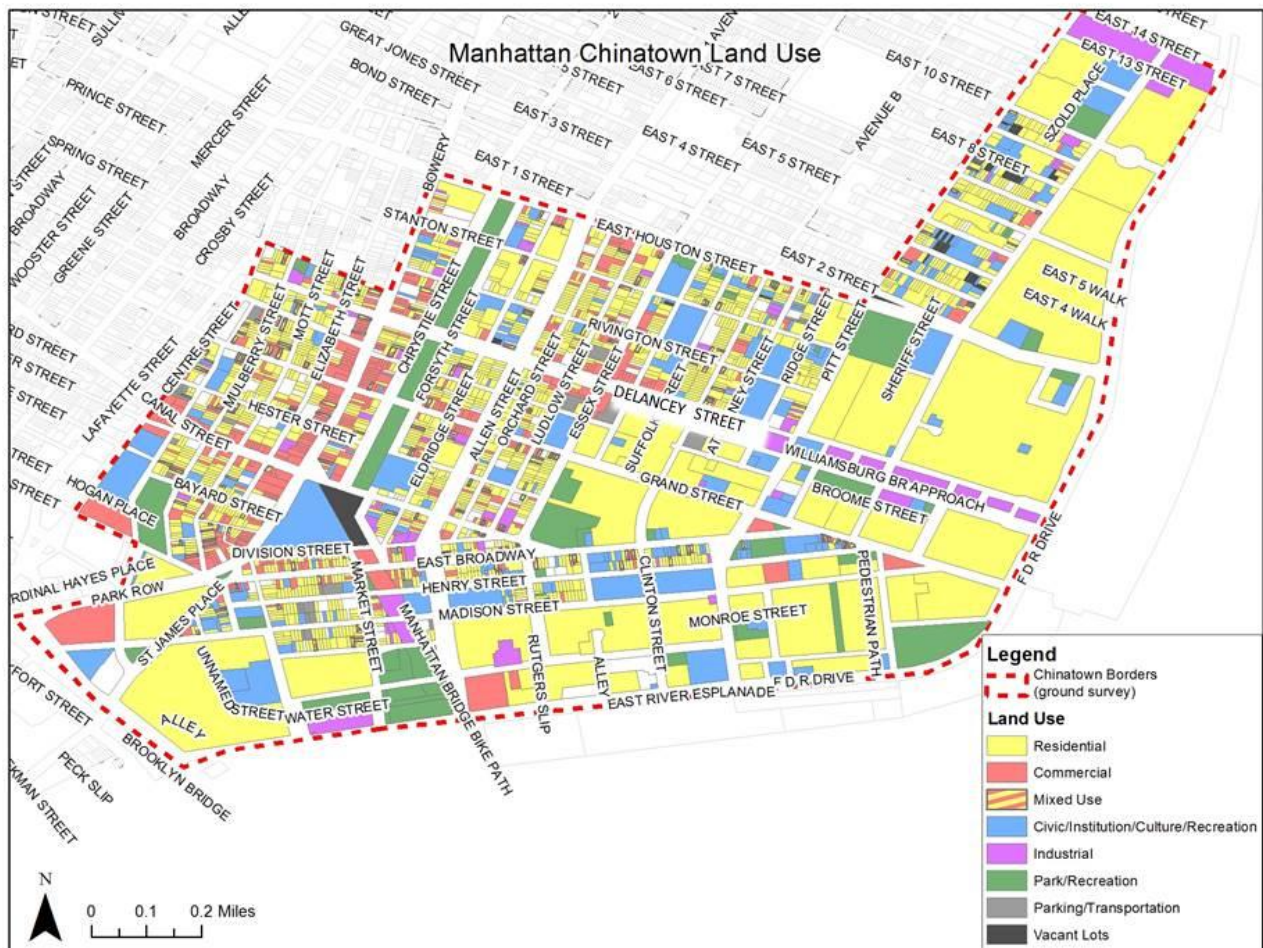 Manhattan Chinatown Land Use
GREAT JONES STREET
BOND STREET
PRINCE STREET
MERCER STREET
SPRING STREET
BROADWAY
WOOSTER STREET
GREENE STREET
BROADWAY
CROSBY STREET
LAFAYETTE STREET
EAST 3 STREET
EAST 6 STREET
EAST 4 STREET
EAST 5 STREET
EAST 10 STREET
AVENUE B
EAST 14 STREET
EAST 13 STREET
SZOLD PLACE
EAST 8 STREET
BOWERY
EAST 1 STREET
STANTON STREET
EAST HOUSTON STREET
EAST 2 STREET
EAST 5 WALK
EAST 4 WALK
CENTRE STREET
MULBERRY STREET
MOTT STREET
ELIZABETH STREET
CHRYSTIE STREET
FORSYTH STREET
ELDRIDGE STREET
ALLEN STREET
ORCHARD STREET
LUDLOW STREET
ESSEX STREET
RIVINGTON STREET
RIDGE STREET
PITT STREET
SHERIFF STREET
DELANCEY STREET
HESTER STREET
CANAL STREET
HOGAN PLACE
BAYARD STREET
GRAND STREET
WILLIAMSBURG BR APPROACH
BROOME STREET
F D R DRIVE
DIVISION STREET
EAST BROADWAY
HENRY STREET
MADISON STREET
MONROE STREET
CLINTON STREET
PEDESTRIAN PATH
PARK ROW
ST JAMES PLACE
UNNAMED STREET
MARKET STREET
MANHATTAN BRIDGE BIKE PATH
RUTGERS SLIP
ALLEY
WATER STREET
ALLEY
EAST RIVER ESPLANADE
F D R DRIVE
BROOKLYN BRIDGE
PECK SLIP
N
0 0.1 0.2 Miles
Legend
Chinatown Borders
(ground survey)
Land Use
Residential
Commercial
Mixed Use
Civic/Institution/Culture/Recreation
Industrial
Park/Recreation
Parking/Transportation
Vacant Lots